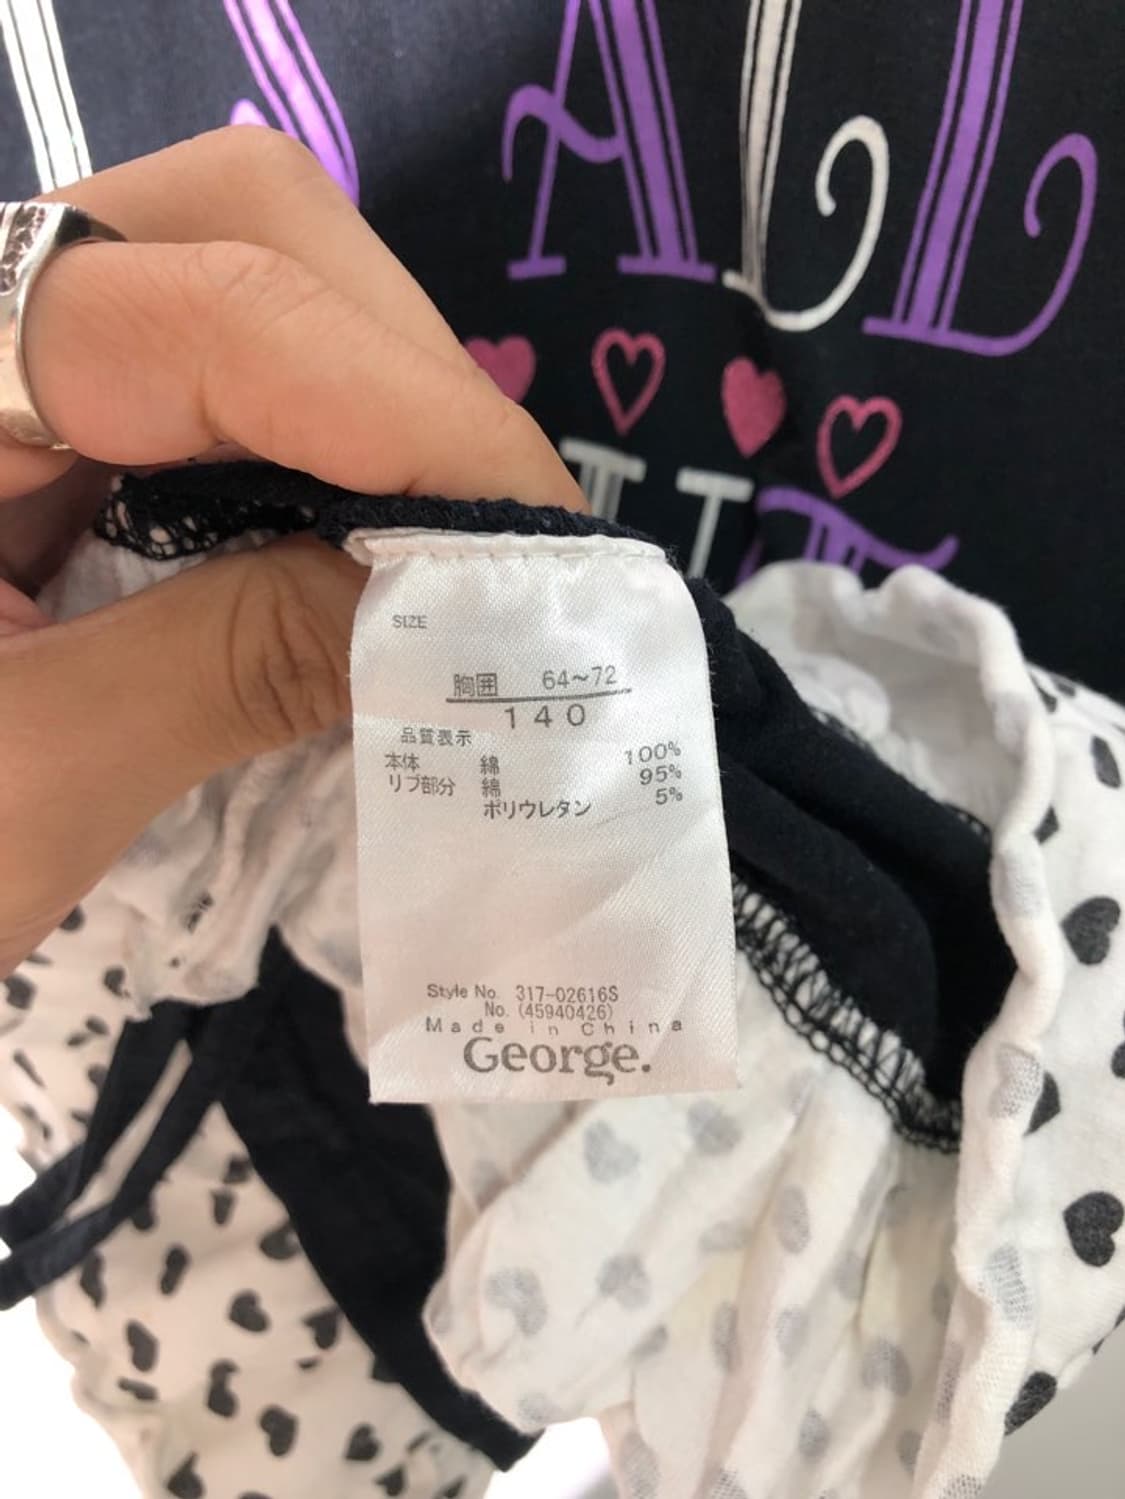 ALL
SIZE
胸囲 64~72
140
品質表示
本体 綿 100%
リブ部分 綿 95%
ポリウレタン 5%
Style No. 317-02616S
No. (45940426)
Made in China
George.